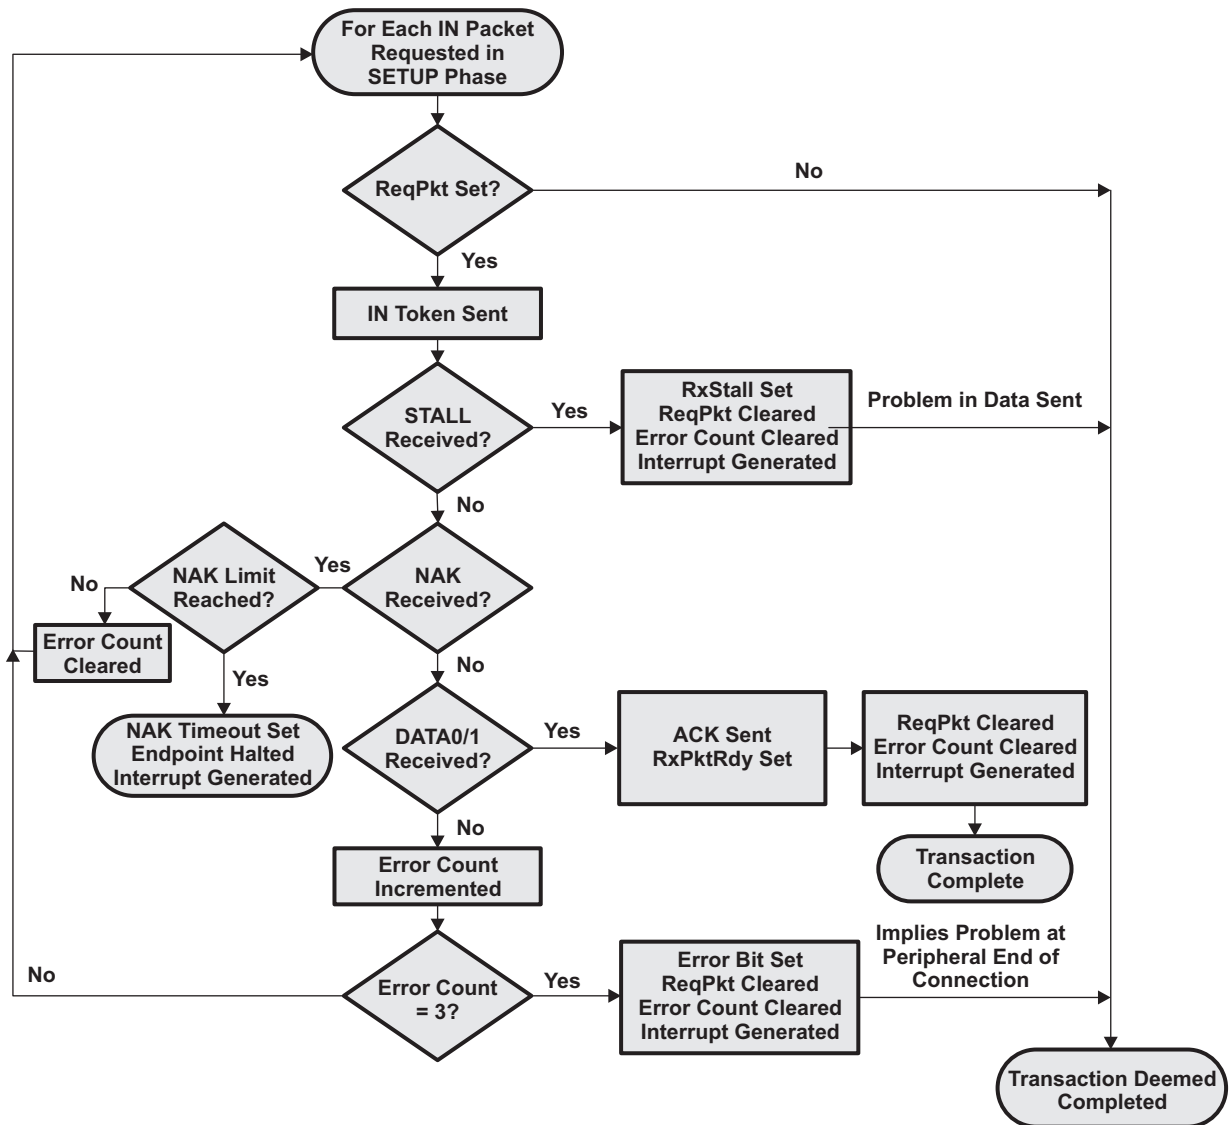 For Each IN Packet
Requested in
SETUP Phase
ReqPkt Set?
No
Yes
IN Token Sent
STALL
Received?
Yes
RxStall Set
ReqPkt Cleared
Error Count Cleared
Interrupt Generated
Problem in Data Sent
No
NAK
Received?
Yes
NAK Limit
Reached?
No
Error Count
Cleared
Yes
NAK Timeout Set
Endpoint Halted
Interrupt Generated
No
DATA0/1
Received?
Yes
ACK Sent
RxPktRdy Set
ReqPkt Cleared
Error Count Cleared
Interrupt Generated
Transaction
Complete
No
Error Count
Incremented
Error Count
= 3?
No
Yes
Error Bit Set
ReqPkt Cleared
Error Count Cleared
Interrupt Generated
Implies Problem at
Peripheral End of
Connection
Transaction Deemed
Completed